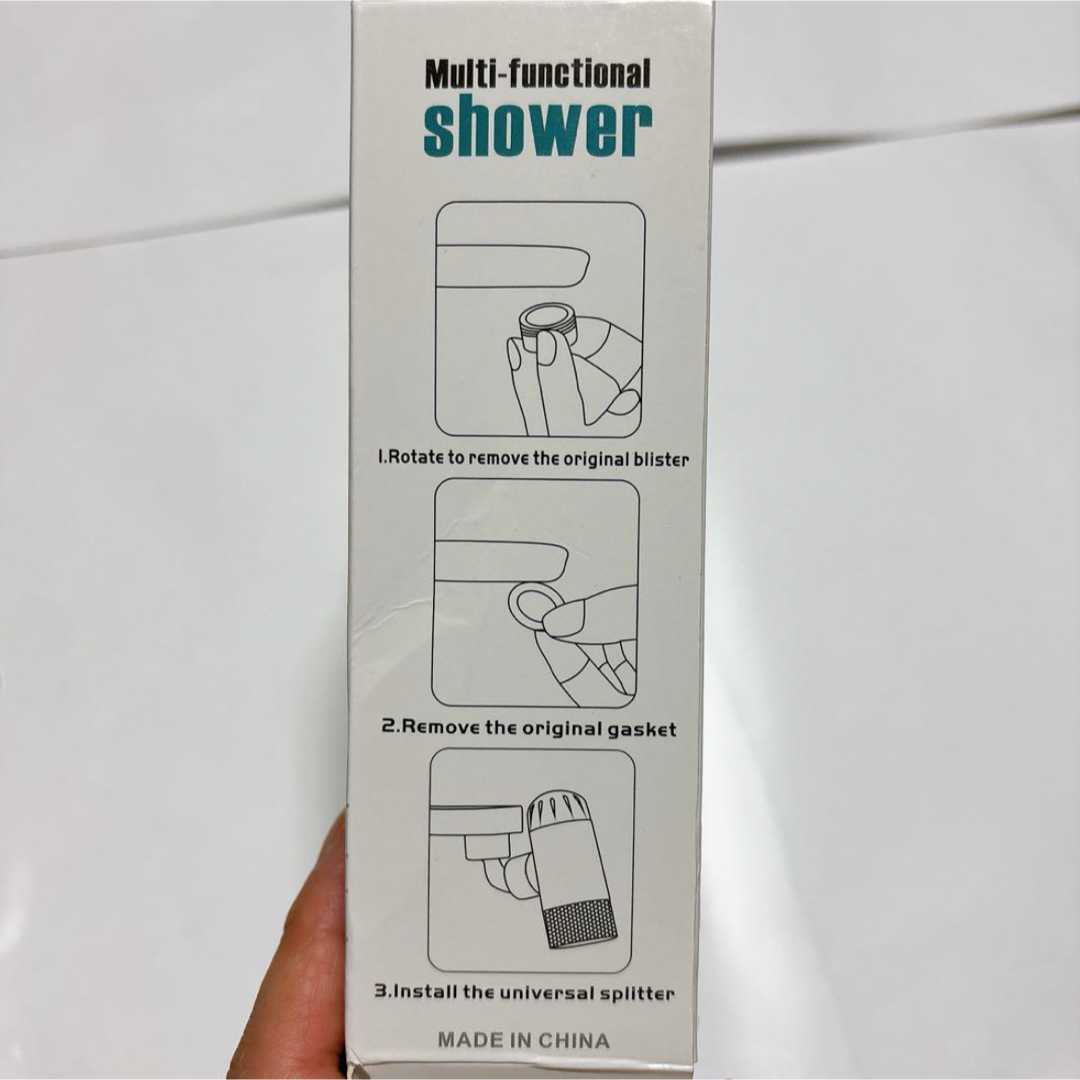 Multi-functional
shower
1.Rotate to remove the original blister
2.Remove the original gasket
3.Install the universal splitter
MADE IN CHINA